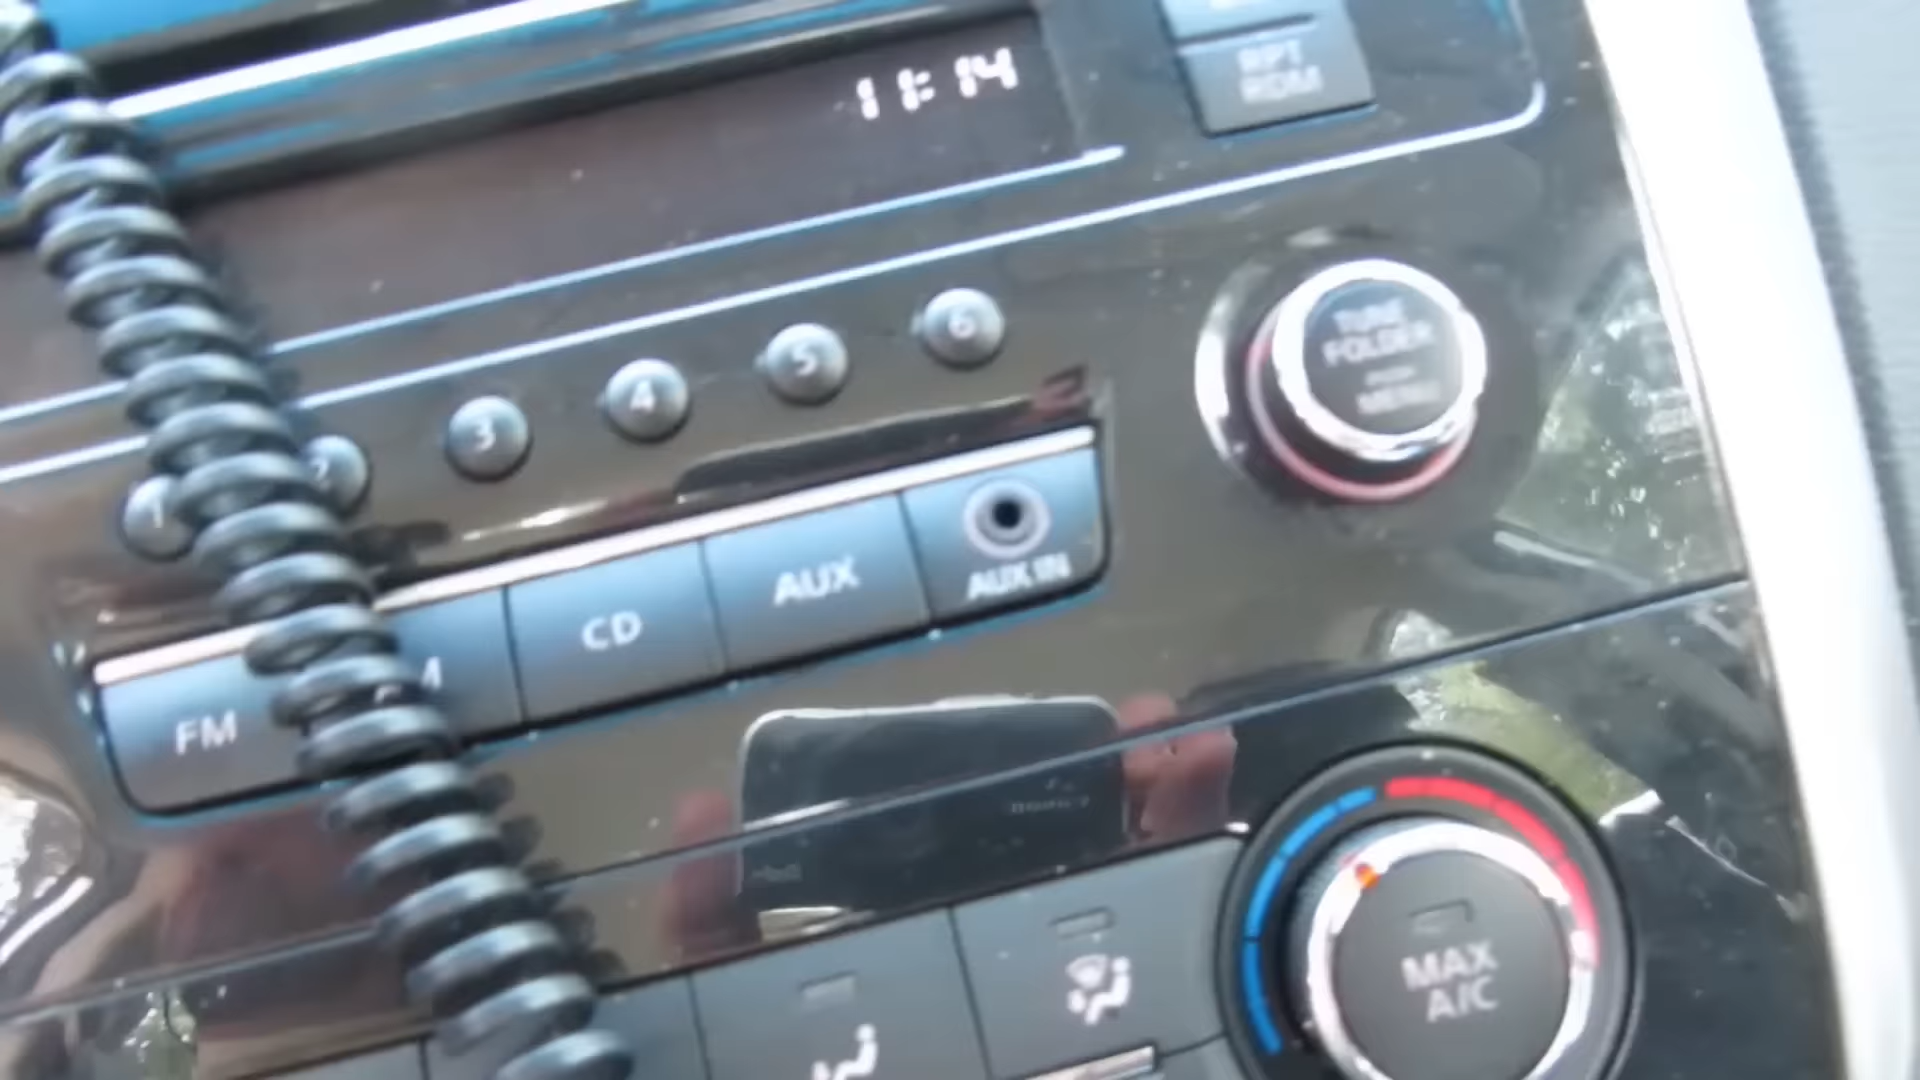 11:14
RPT
RDM
1
2
3
4
5
6
TUNE
FOLDER
MENU
FM
CD
AUX
AUX IN
MAX
A/C